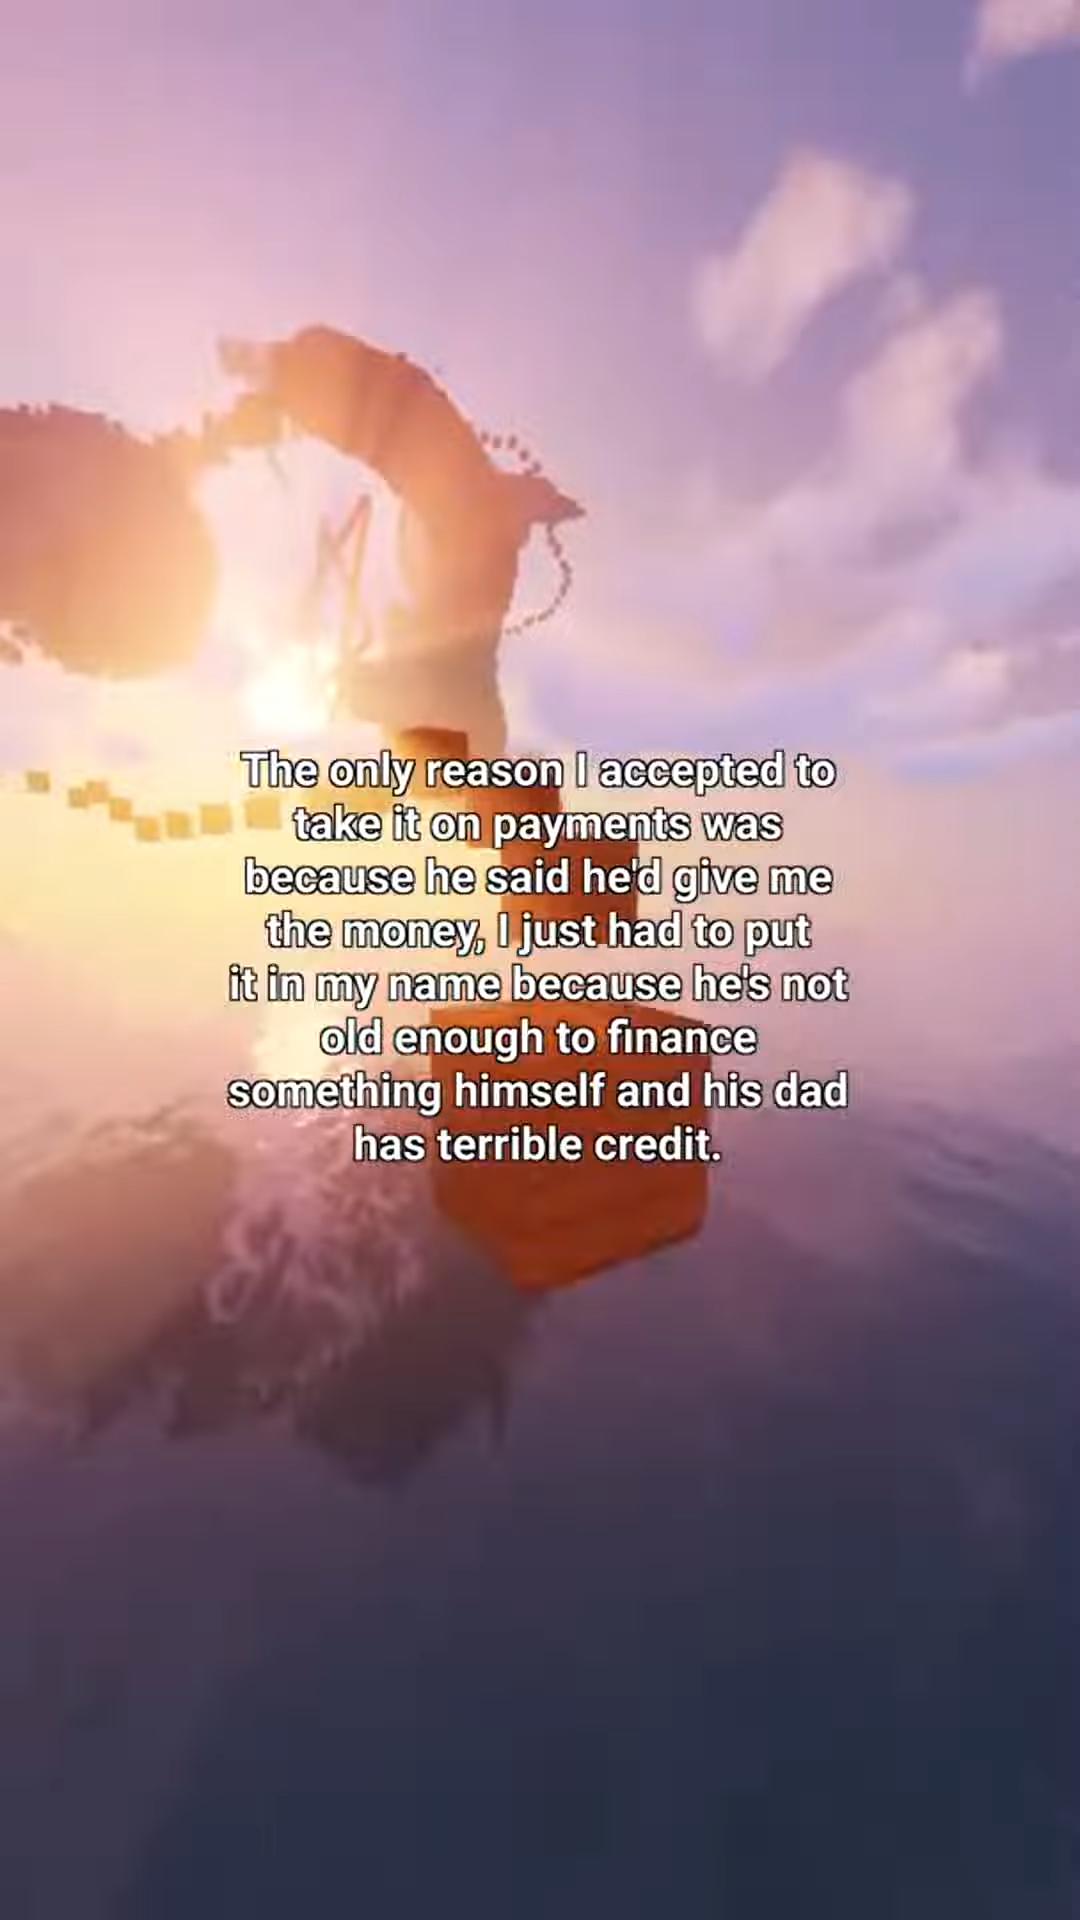 The only reason I accepted to
take it on payments was
because he said he'd give me
the money, I just had to put
it in my name because he's not
old enough to finance
something himself and his dad
has terrible credit.